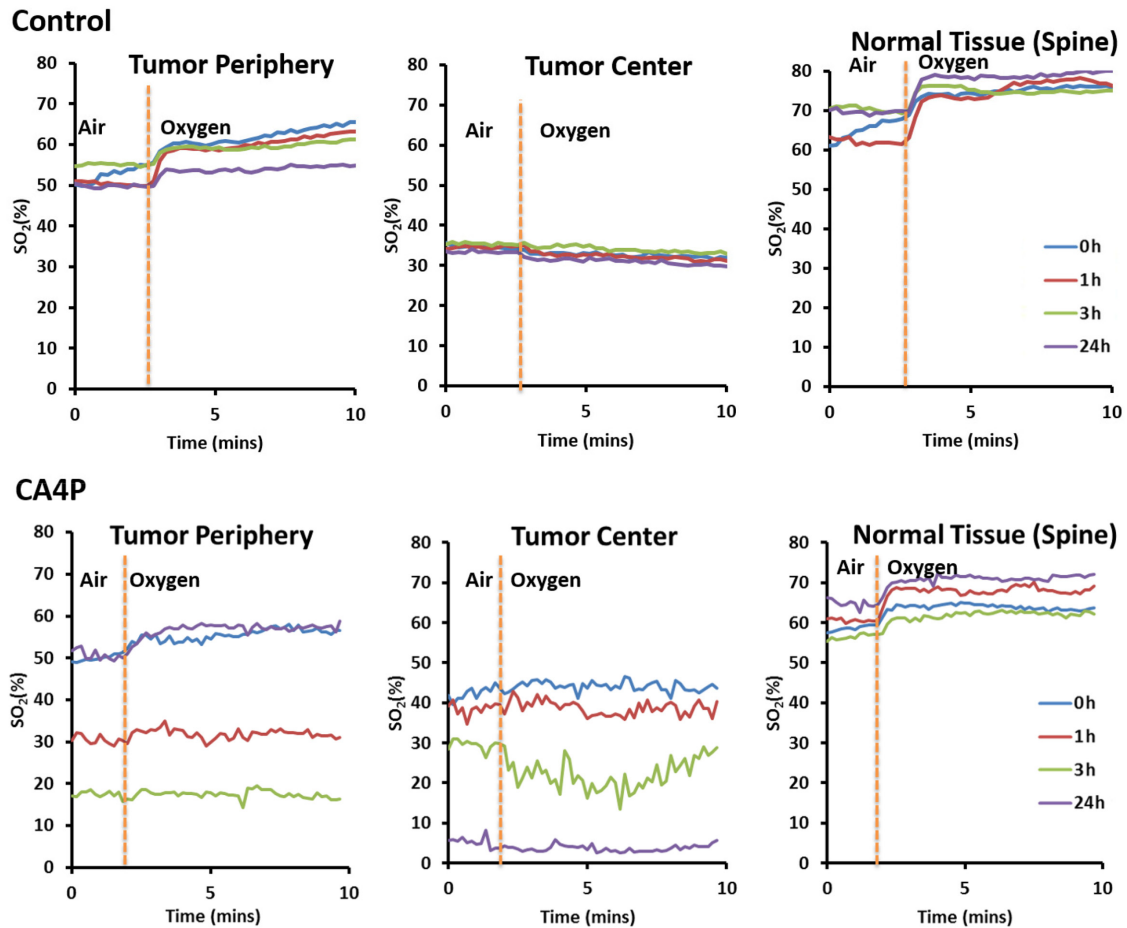 Control
Tumor Periphery
Tumor Center
Normal Tissue (Spine)
Air
Oxygen
Air
Oxygen
Air
Oxygen
SO2(%)
80
70
60
50
40
30
20
10
0
0
5
10
Time (mins)
SO2(%)
80
70
60
50
40
30
20
10
0
0
5
10
Time (mins)
SO2(%)
80
70
60
50
40
30
20
10
0
0
5
10
Time (mins)
0h
1h
3h
24h
CA4P
Tumor Periphery
Tumor Center
Normal Tissue (Spine)
Air
Oxygen
Air
Oxygen
Air
Oxygen
SO2(%)
80
70
60
50
40
30
20
10
0
0
5
10
Time (mins)
SO2(%)
80
70
60
50
40
30
20
10
0
0
5
10
Time (mins)
SO2(%)
80
70
60
50
40
30
20
10
0
0
5
10
Time (mins)
0h
1h
3h
24h